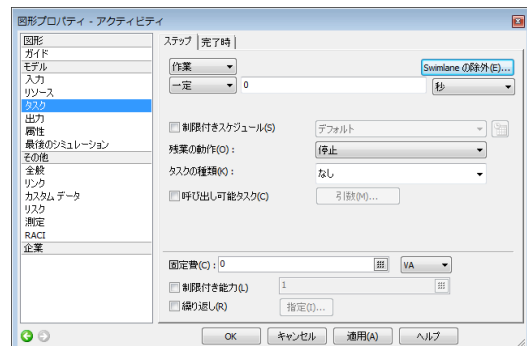 図形プロパティ - アクティビティ
図形
ガイド
モデル
入力
リソース
タスク
出力
属性
最後のシミュレーション
その他
全般
リンク
カスタム データ
リスク
測定
RACI
企業
ステップ 完了時
作業
Swimlane の除外(E)...
一定 0 秒
制限付きスケジュール(S) デフォルト
残業の動作(O): 停止
タスクの種類(K): なし
呼び出し可能タスク(C) 引数(M)...
固定費(C): 0 VA
制限付き能力(L) 1
繰り返し(R) 指定(I)...
OK キャンセル 適用(A) ヘルプ